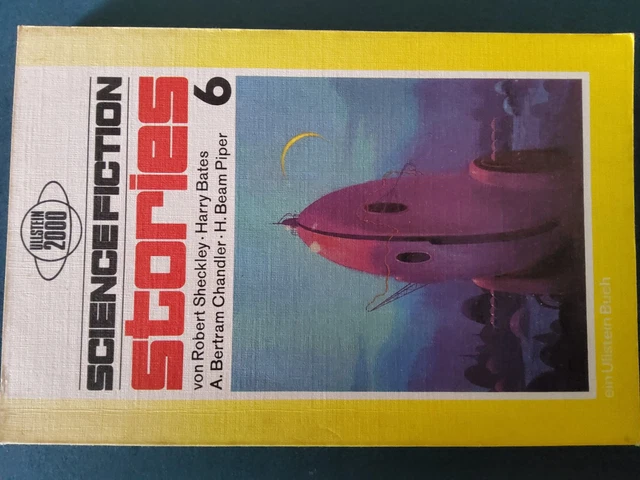 ULLSTEIN
2000
SCIENCE FICTION
stories
von Robert Sheckley · Harry Bates
A. Bertram Chandler · H. Beam Piper
6
ein Ullstein Buch